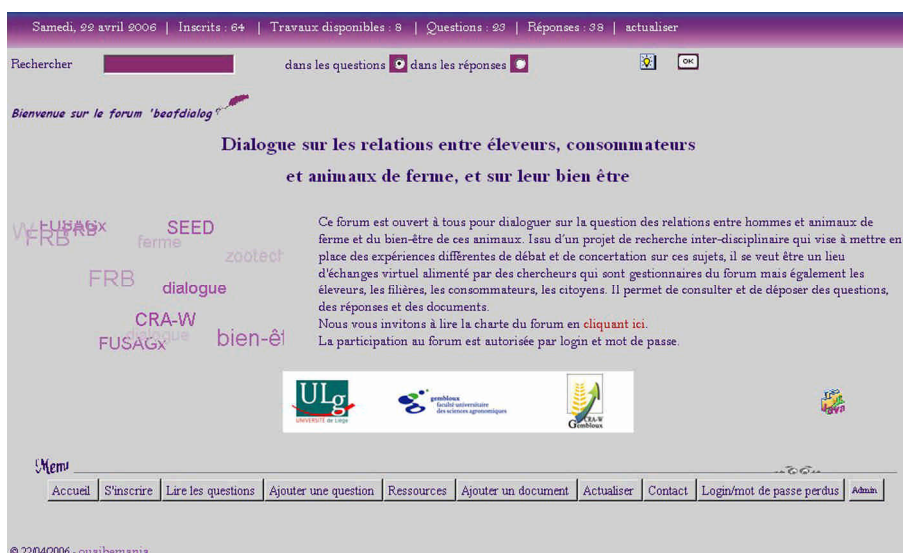 Samedi, 22 avril 2006 | Inscrits : 64 | Travaux disponibles : 8 | Questions : 23 | Réponses : 38 | actualiser
Rechercher dans les questions dans les réponses OK
Bienvenue sur le forum 'beafdialog'
Dialogue sur les relations entre éleveurs, consommateurs
et animaux de ferme, et sur leur bien être
FUSAGx
FRB
SEED
ferme
zootech
FRB
dialogue
CRA-W
dialogue
FUSAGx
bien-êt
Ce forum est ouvert à tous pour dialoguer sur la question des relations entre hommes et animaux de
ferme et du bien-être de ces animaux. Issu d'un projet de recherche inter-disciplinaire qui vise à mettre en
place des expériences différentes de débat et de concertation sur ces sujets, il se veut être un lieu
d'échanges virtuel alimenté par des chercheurs qui sont gestionnaires du forum mais également les
éleveurs, les filières, les consommateurs, les citoyens. Il permet de consulter et de déposer des questions,
des réponses et des documents.
Nous vous invitons à lire la charte du forum en cliquant ici.
La participation au forum est autorisée par login et mot de passe.
ULg
UNIVERSITÉ de Liège
gembloux
faculté universitaire
des sciences agronomiques
CRA-W
Gembloux
Java
Menu
Accueil S'inscrire Lire les questions Ajouter une question Ressources Ajouter un document Actualiser Contact Login/mot de passe perdus Admin
© 22/04/2006 -